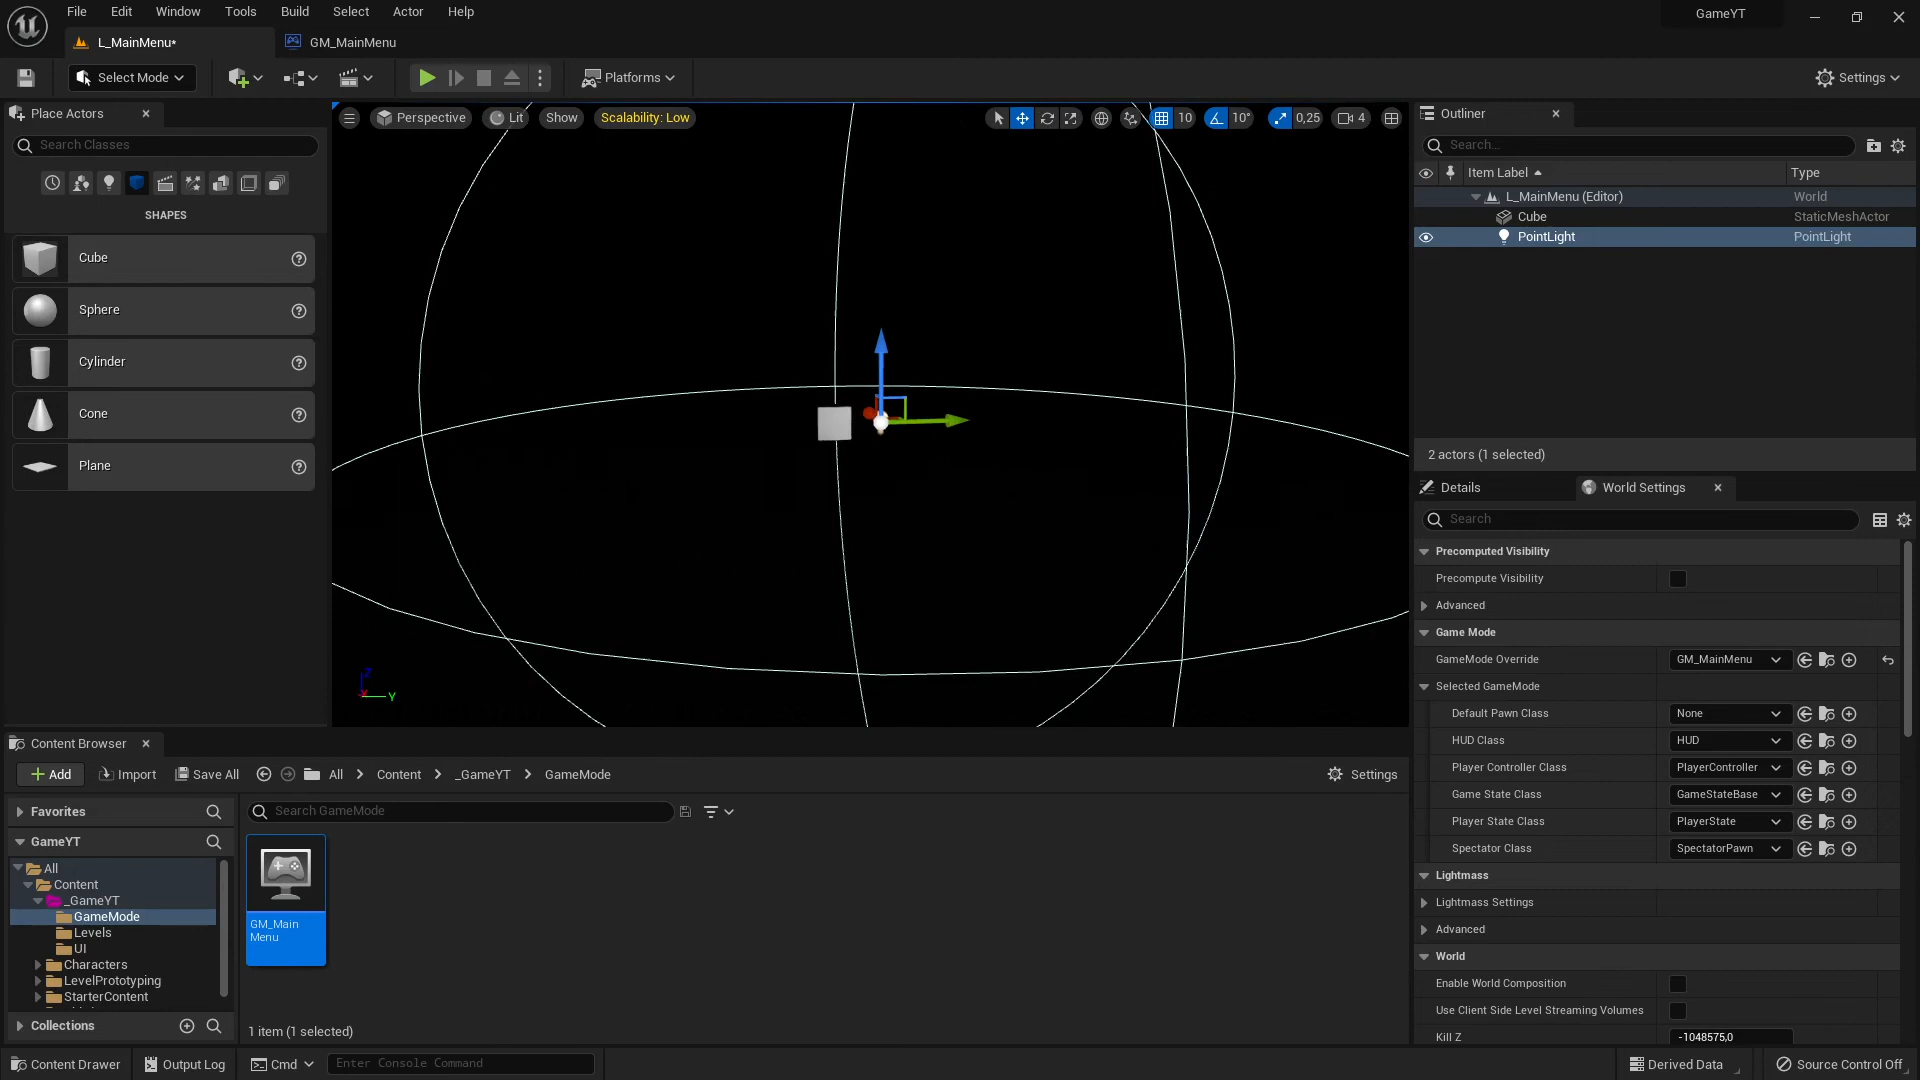 File Edit Window Tools Build Select Actor Help
GameYT
L_MainMenu*
GM_MainMenu
Select Mode
Platforms
Settings
Place Actors
Search Classes
SHAPES
Cube
Sphere
Cylinder
Cone
Plane
Perspective
Lit
Show
Scalability: Low
10
10°
0,25
4
Z
X
Y
Outliner
Search...
Item Label
Type
L_MainMenu (Editor)
World
Cube
StaticMeshActor
PointLight
PointLight
2 actors (1 selected)
Details
World Settings
Search
Precomputed Visibility
Precompute Visibility
Advanced
Game Mode
GameMode Override
GM_MainMenu
Selected GameMode
Default Pawn Class
None
HUD Class
HUD
Player Controller Class
PlayerController
Game State Class
GameStateBase
Player State Class
PlayerState
Spectator Class
SpectatorPawn
Lightmass
Lightmass Settings
Advanced
World
Enable World Composition
Use Client Side Level Streaming Volumes
Kill Z
-1048575,0
Content Browser
Add
Import
Save All
All
Content
_GameYT
GameMode
Settings
Favorites
GameYT
All
Content
_GameYT
GameMode
Levels
UI
Characters
LevelPrototyping
StarterContent
Collections
Search GameMode
GM_Main
Menu
1 item (1 selected)
Content Drawer
Output Log
Cmd
Enter Console Command
Derived Data
Source Control Off